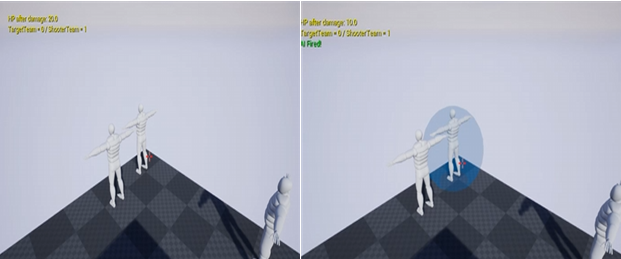 HP after damage: 20.0
TargetTeam = 0 / ShooterTeam = 1
HP after damage: 10.0
TargetTeam = 0 / ShooterTeam = 1
AI Fired!